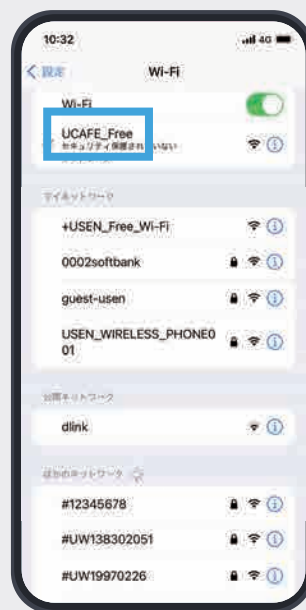 10:32
4G
設定
Wi-Fi
Wi-Fi
UCAFE_Free
セキュリティ保護されていない
マイネットワーク
+USEN_Free_Wi-Fi
0002softbank
guest-usen
USEN_WIRELESS_PHONE0
01
公開ネットワーク
dlink
ほかのネットワーク
#12345678
#UW138302051
#UW19970226